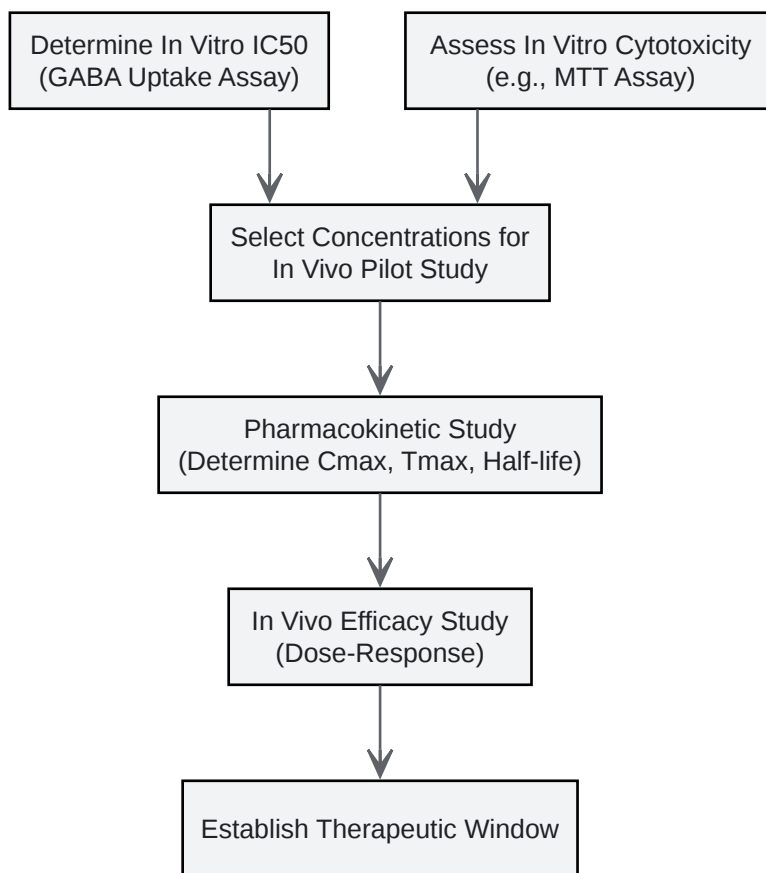 Determine In Vitro IC50
(GABA Uptake Assay)
Assess In Vitro Cytotoxicity
(e.g., MTT Assay)
Select Concentrations for
In Vivo Pilot Study
Pharmacokinetic Study
(Determine Cmax, Tmax, Half-life)
In Vivo Efficacy Study
(Dose-Response)
Establish Therapeutic Window